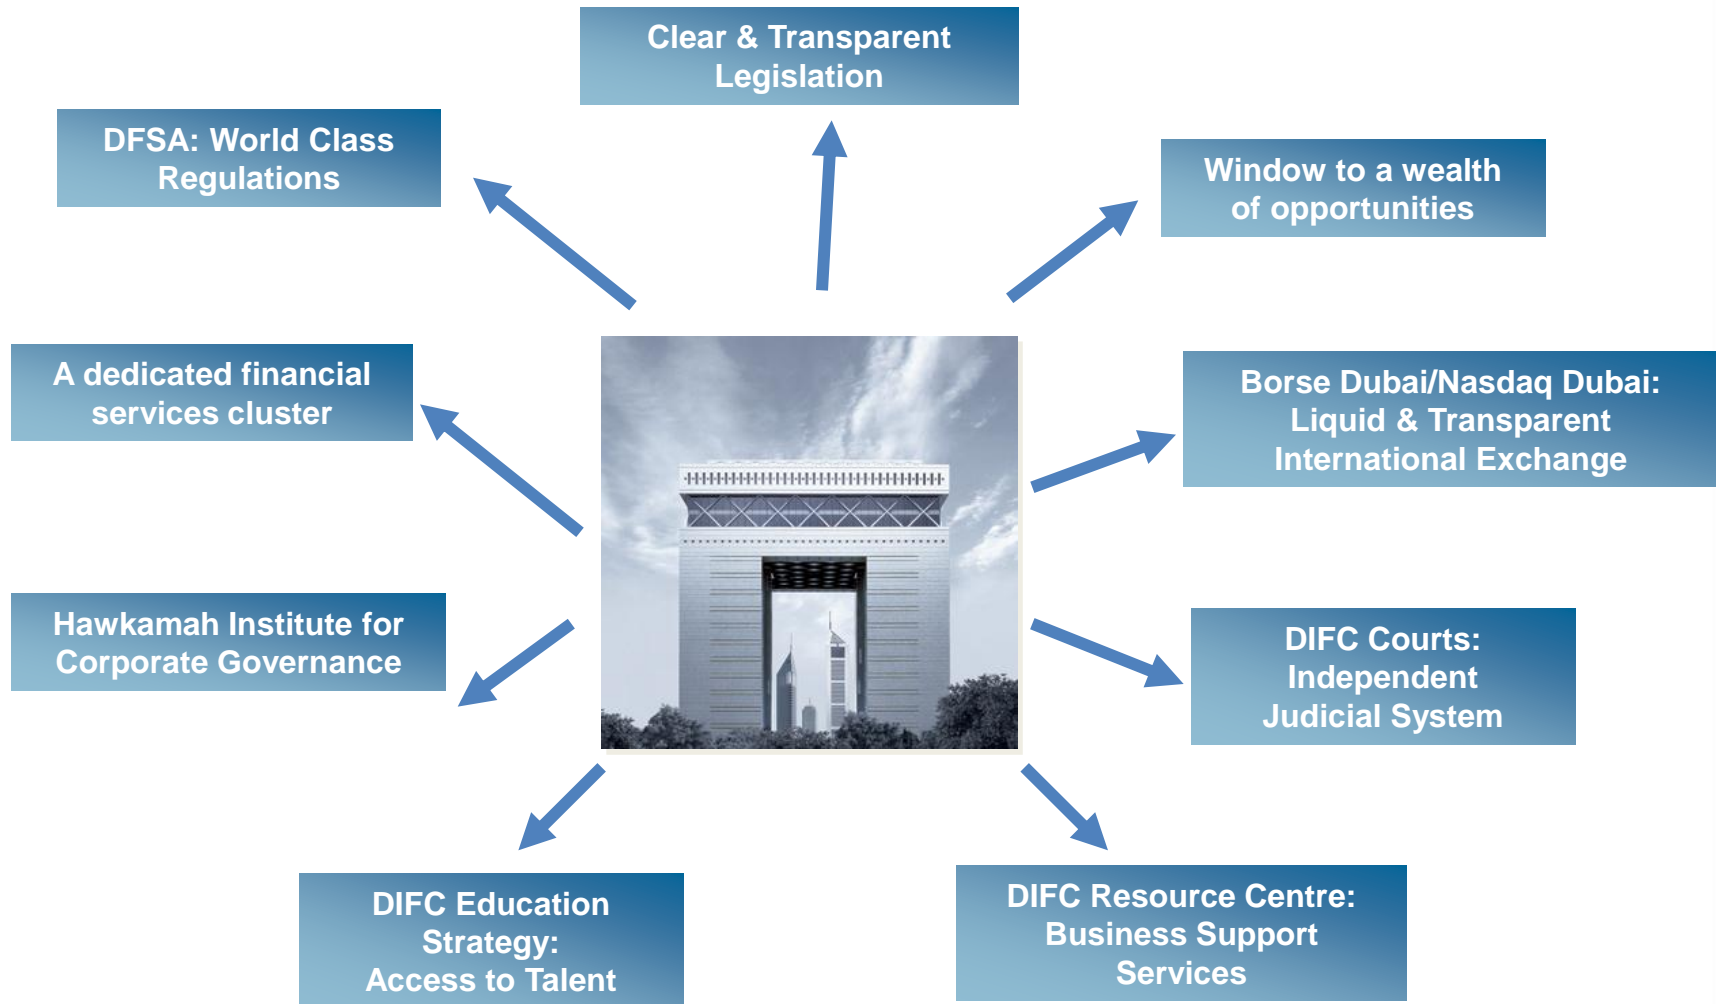 Clear & Transparent
Legislation
DFSA: World Class
Regulations
Window to a wealth
of opportunities
A dedicated financial
services cluster
Borse Dubai/Nasdaq Dubai:
Liquid & Transparent
International Exchange
Hawkamah Institute for
Corporate Governance
DIFC Courts:
Independent
Judicial System
DIFC Education
Strategy:
Access to Talent
DIFC Resource Centre:
Business Support
Services